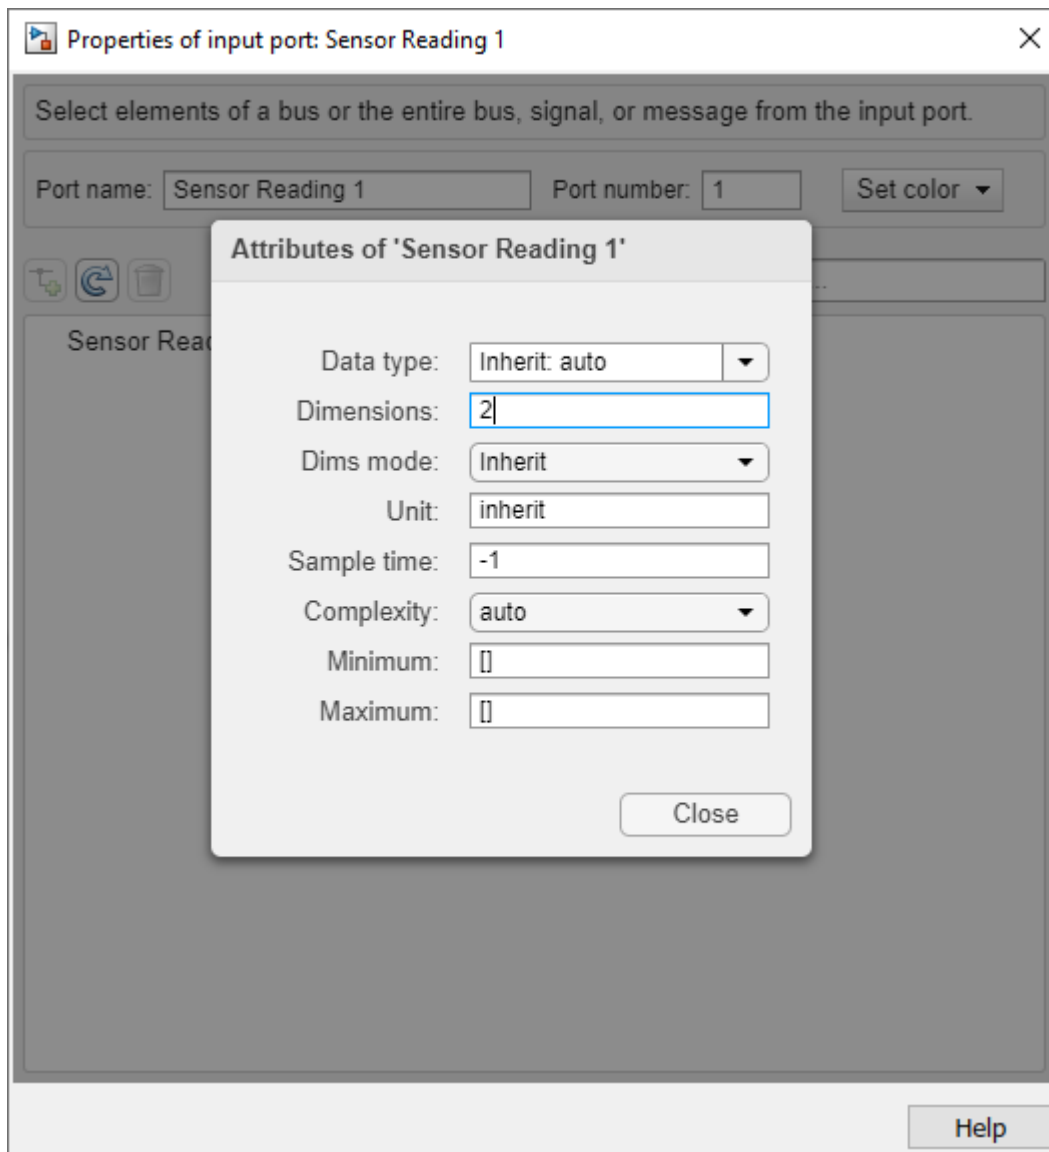 Properties of input port: Sensor Reading 1
Select elements of a bus or the entire bus, signal, or message from the input port.
Port name: Sensor Reading 1 Port number: 1 Set color
Attributes of 'Sensor Reading 1'
Sensor
Data type: Inherit: auto
Dimensions: 2
Dims mode: Inherit
Unit: inherit
Sample time: -1
Complexity: auto
Minimum: []
Maximum: []
Close
Help